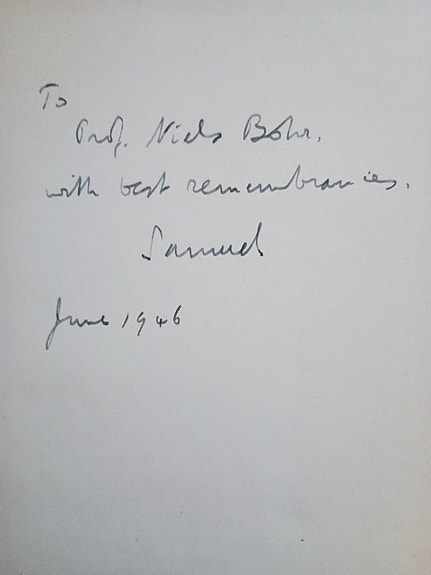 To
Prof. Niels Bohr,
with best remembrances.
Samuel
June 1946